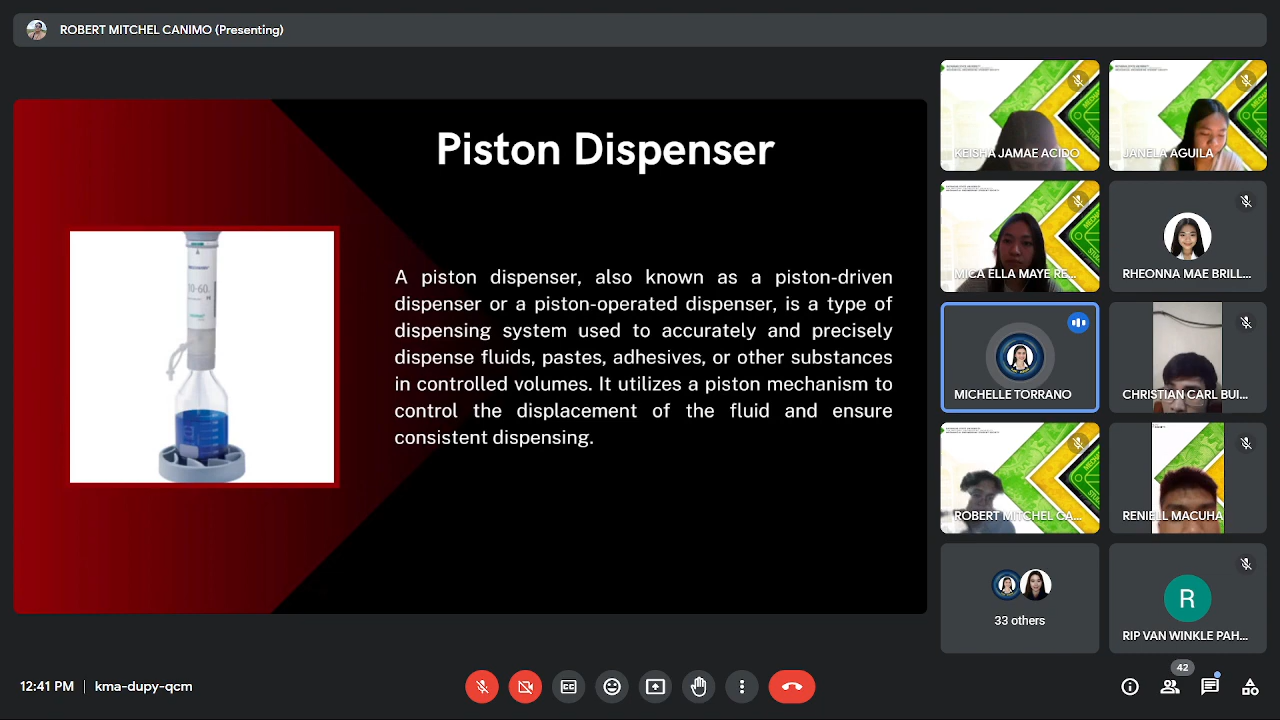 ROBERT MITCHEL CANIMO (Presenting)
Piston Dispenser
A piston dispenser, also known as a piston-driven
dispenser or a piston-operated dispenser, is a type of
dispensing system used to accurately and precisely
dispense fluids, pastes, adhesives, or other substances
in controlled volumes. It utilizes a piston mechanism to
control the displacement of the fluid and ensure
consistent dispensing.
KEISHA JAMAE ACIDO
JANELA AGUILA
MICA ELLA MAYE RE...
RHEONNA MAE BRILL...
MICHELLE TORRANO
CHRISTIAN CARL BUI...
ROBERT MITCHEL CA...
RENIELL MACUHA
33 others
R
RIP VAN WINKLE PAH...
12:41 PM | kma-dupy-qcm
42